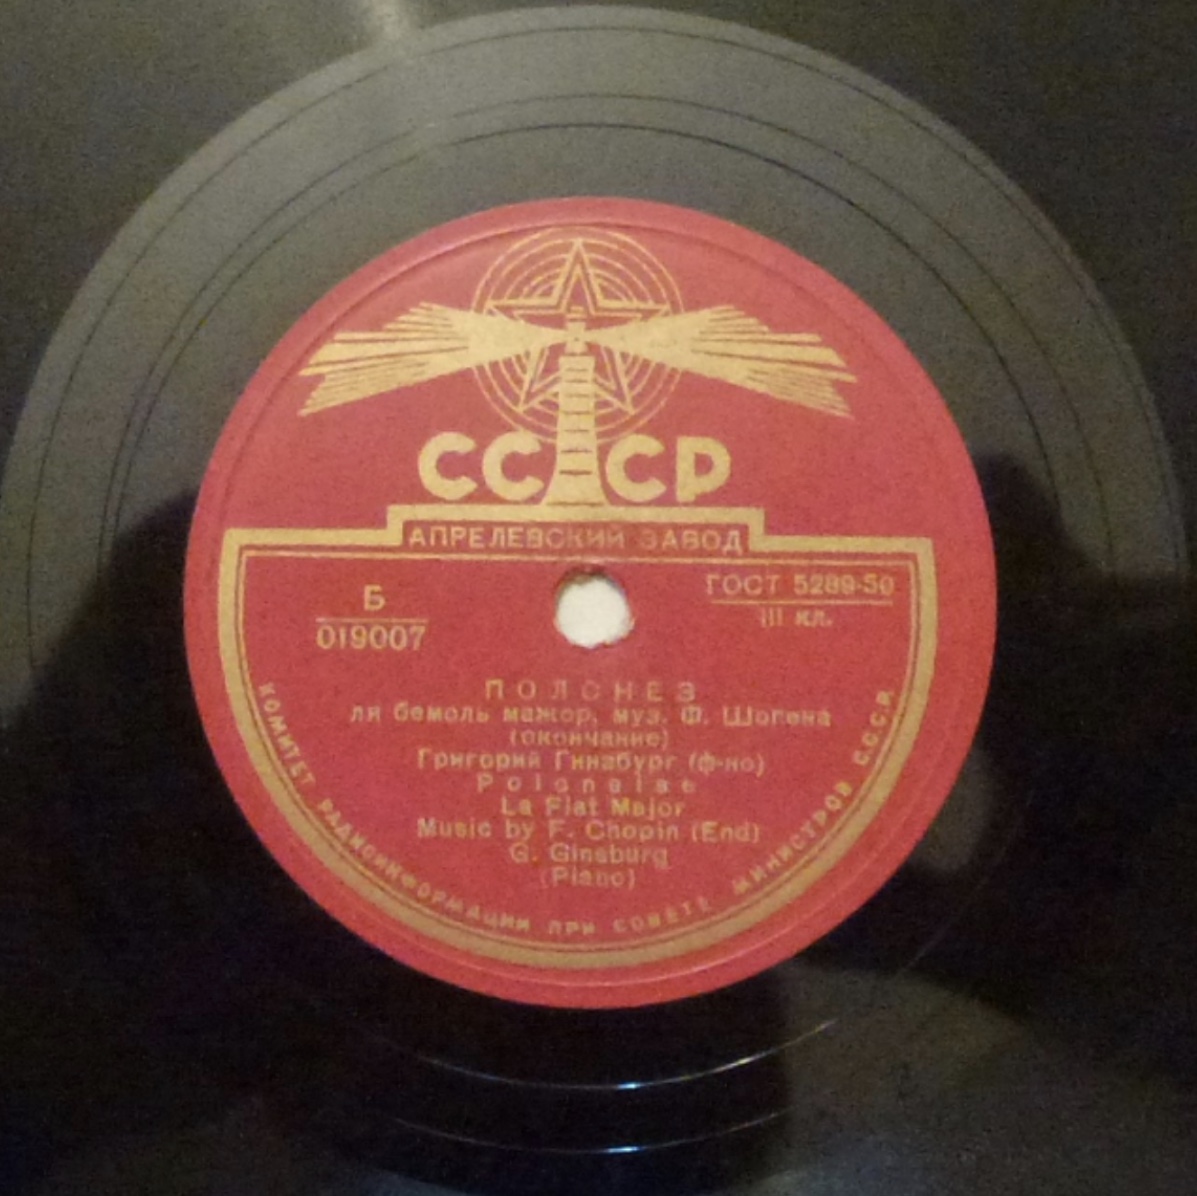 СССР
АПРЕЛЕВСКИЙ ЗАВОД
Б
019007
ГОСТ 5289-50
III кл.
ПОЛОНЕЗ
ля бемоль мажор, муз. Ф. Шопена
(окончание)
Григорий Гинзбург (ф-но)
Polonaise
La Flat Major
Music by F. Chopin (End)
G. Ginsburg
(Piano)
КОМИТЕТ РАДИОИНФОРМАЦИИ ПРИ СОВЕТЕ МИНИСТРОВ СССР